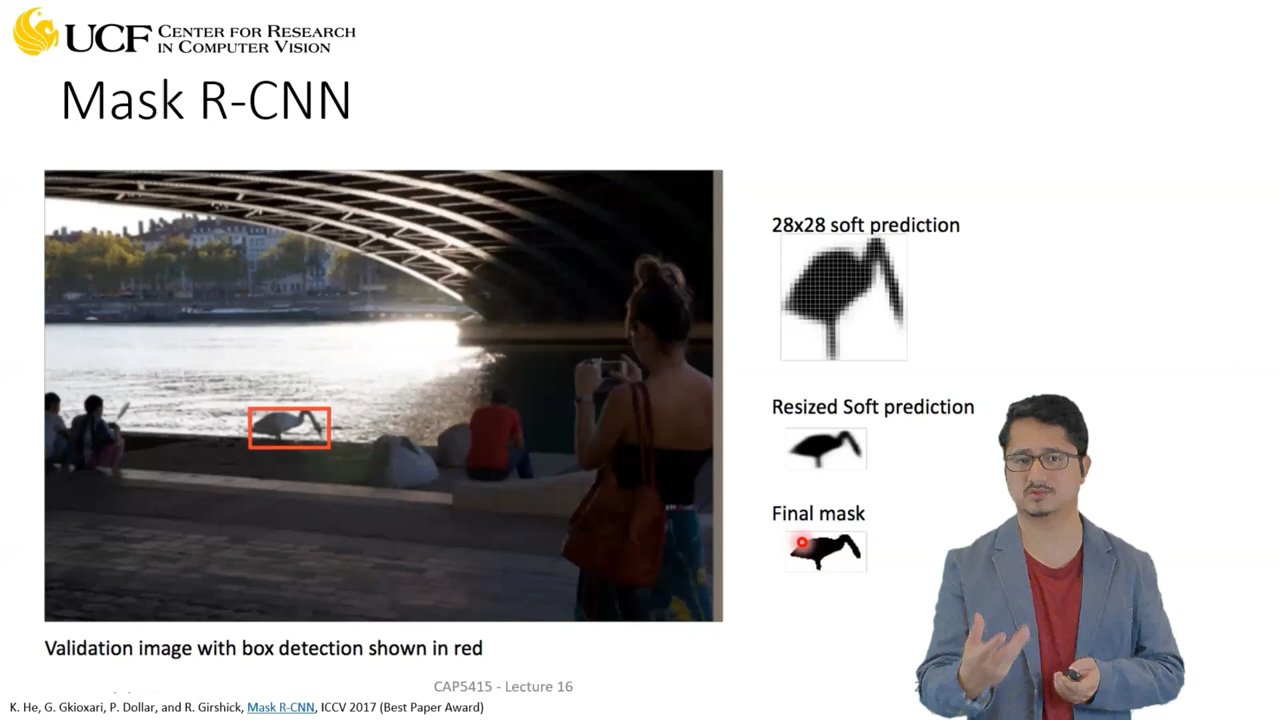 UCF CENTER FOR RESEARCH
IN COMPUTER VISION
Mask R-CNN
28x28 soft prediction
Resized Soft prediction
Final mask
Validation image with box detection shown in red
CAP5415 - Lecture 16
K. He, G. Gkioxari, P. Dollar, and R. Girshick, Mask R-CNN, ICCV 2017 (Best Paper Award)